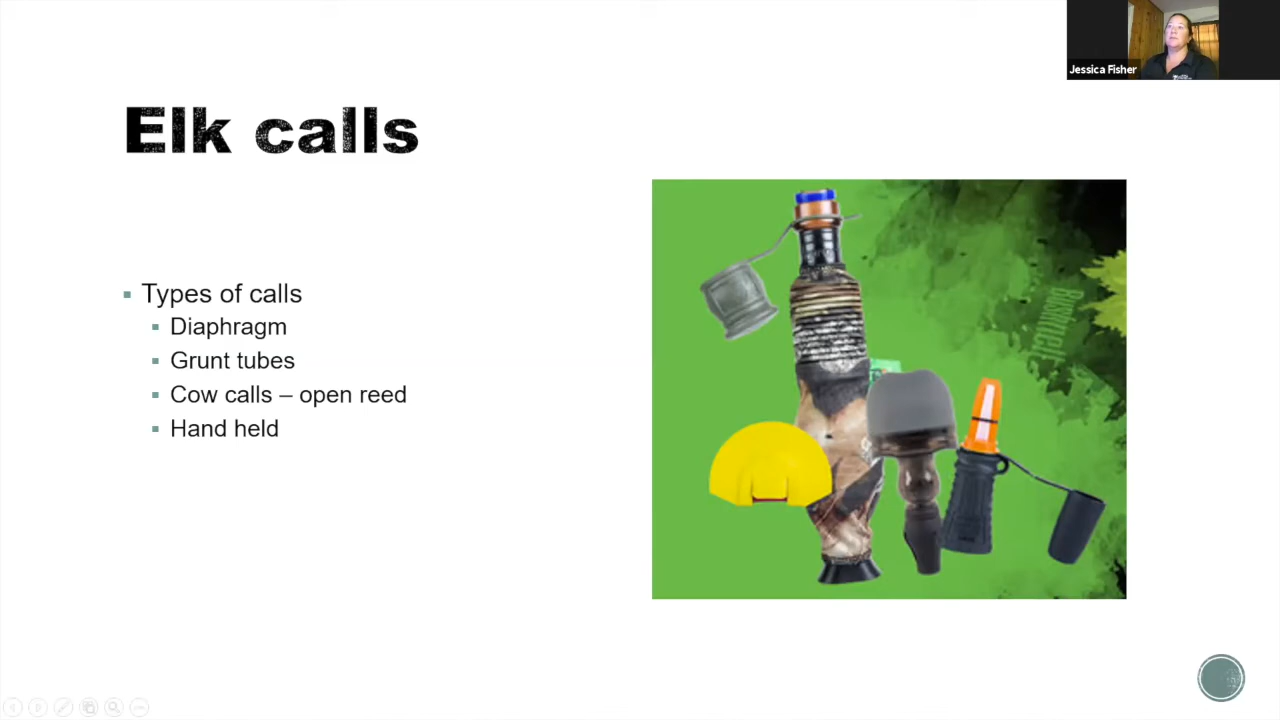 Jessica Fisher
Elk calls
▪ Types of calls
▪ Diaphragm
▪ Grunt tubes
▪ Cow calls – open reed
▪ Hand held